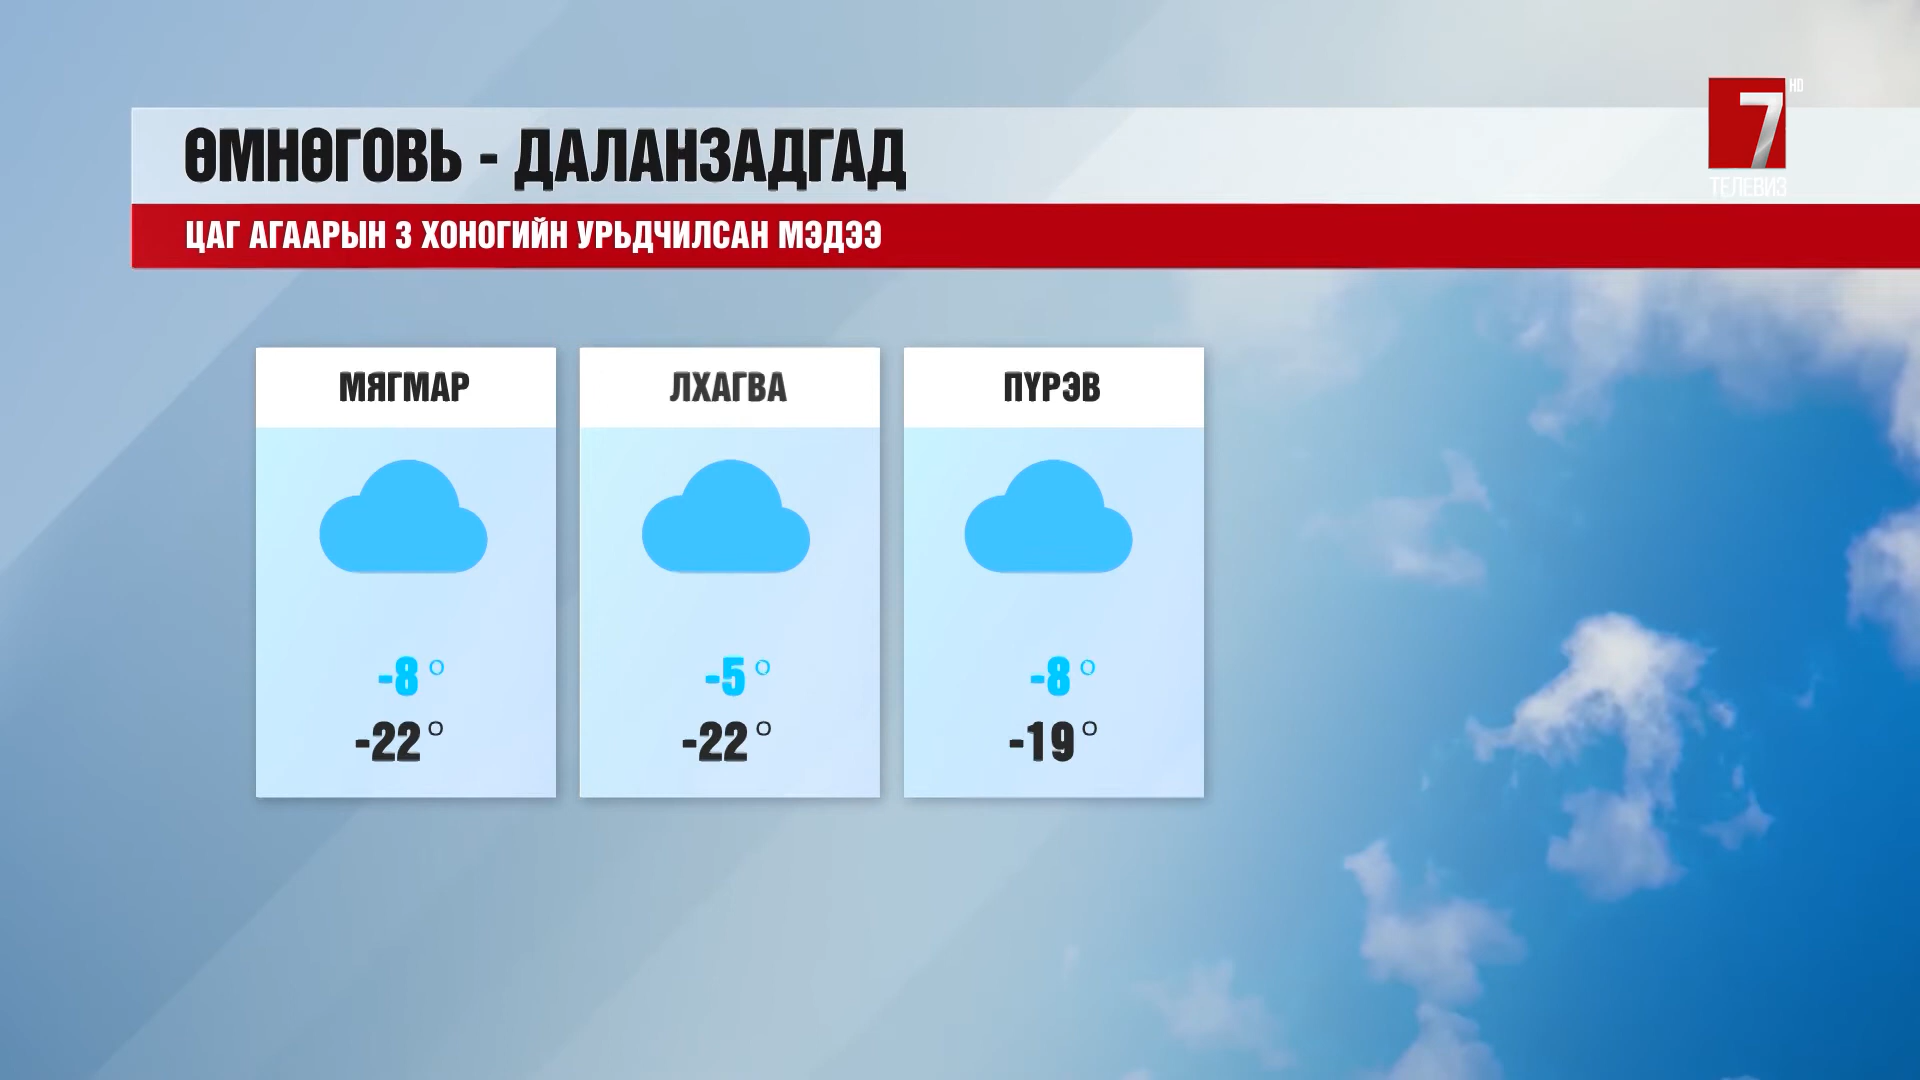 ӨМНӨГОВЬ - ДАЛАНЗАДГАД
7 HD
ТЕЛЕВИЗ
ЦАГ АГААРЫН 3 ХОНОГИЙН УРЬДЧИЛСАН МЭДЭЭ
МЯГМАР
-8°
-22°
ЛХАГВА
-5°
-22°
ПҮРЭВ
-8°
-19°